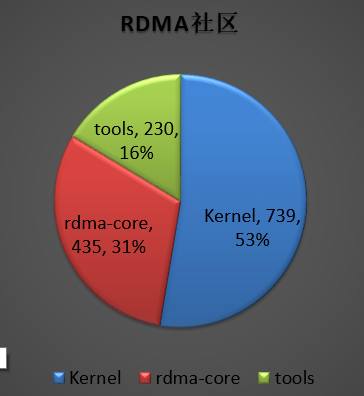 RDMA社区
tools, 230,
16%
Kernel, 739,
53%
rdma-core,
435, 31%
Kernel rdma-core tools